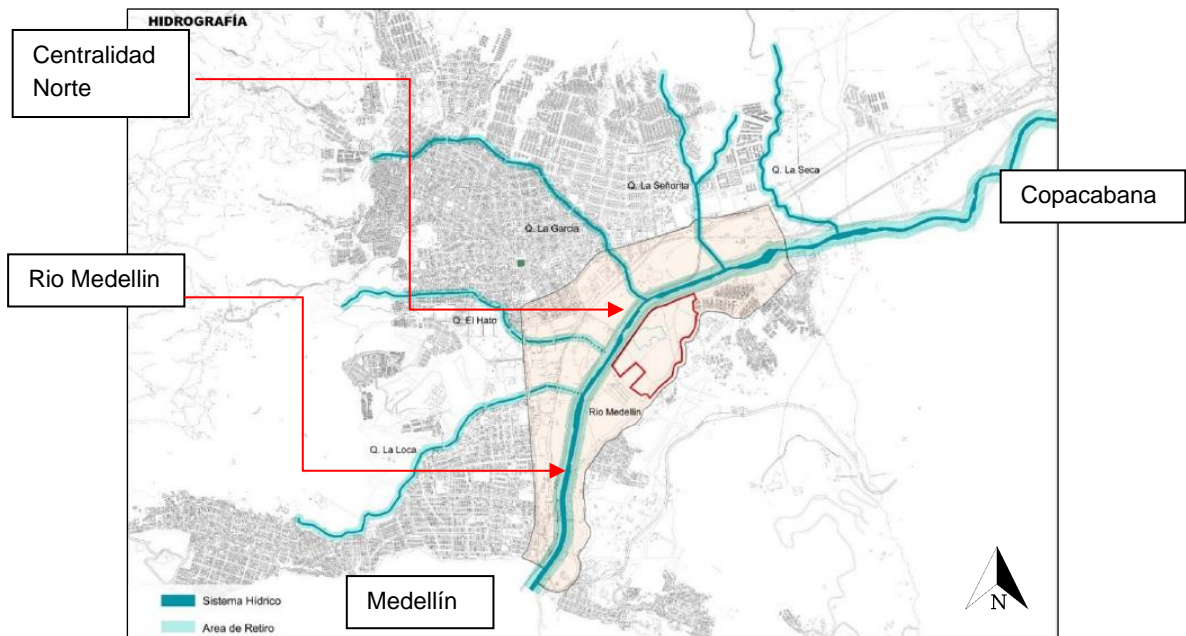 HIDROGRAFÍA
Centralidad
Norte
Q. La Seca
Q. La Señorita
Copacabana
Q. La García
Rio Medellin
Q. El Hato
Rio Medellín
Q. La Loca
Medellín
Sistema Hídrico
Area de Retiro
N